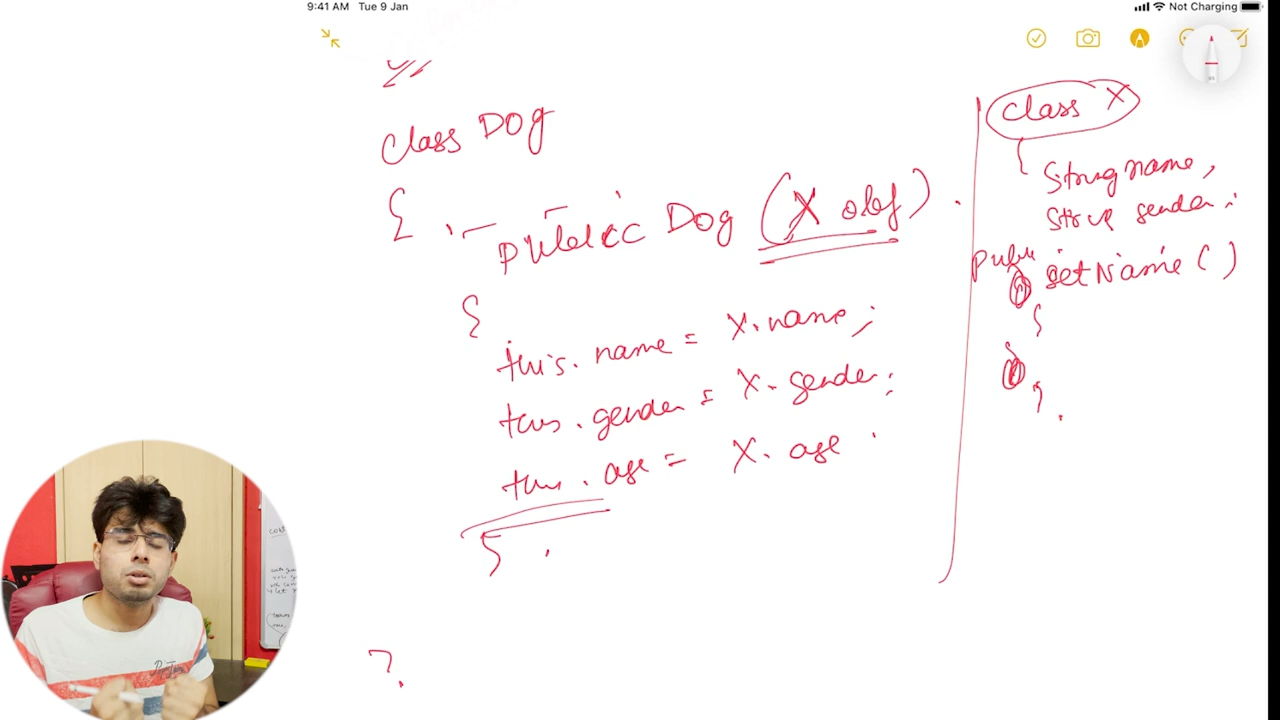 9:41 AM Tue 9 Jan
Not Charging
class Dog
{
public Dog (X obj)
{
this.name = X.name;
this.gender = X.gender;
this.age = X.age
}
}
class X
{
String name,
String gender;
public setName()
{
}